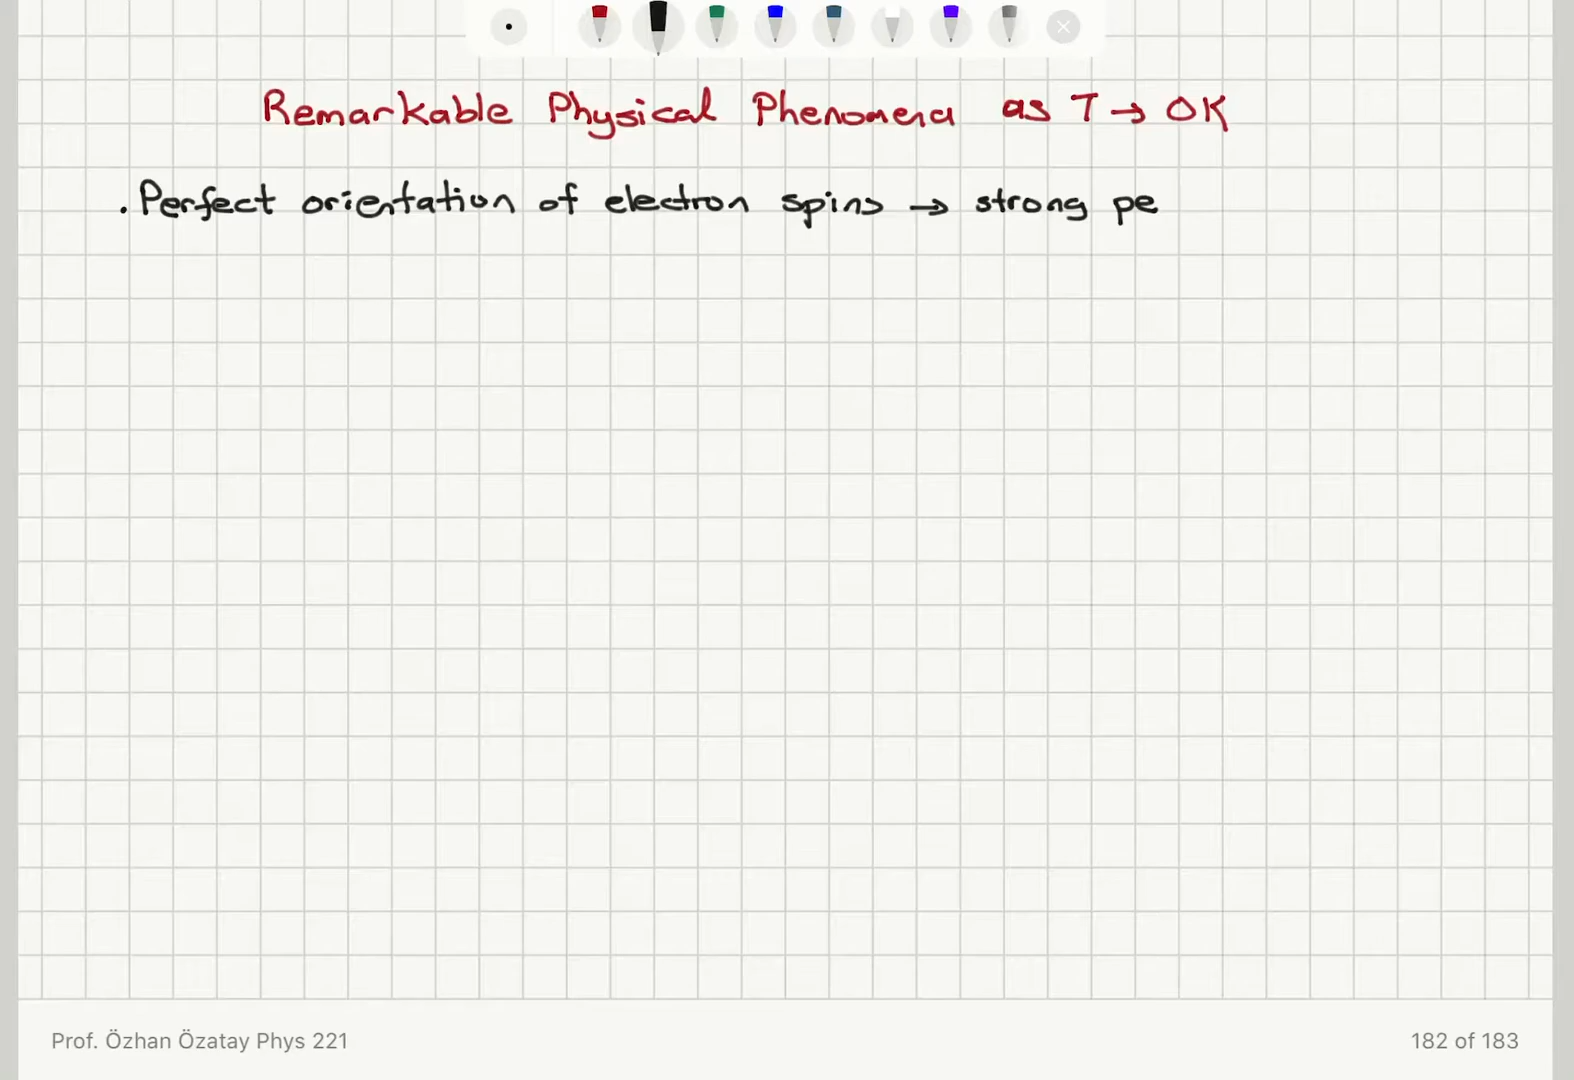 Remarkable Physical Phenomena as T → 0K
. Perfect orientation of electron spins → strong pe
Prof. Özhan Özatay Phys 221
182 of 183